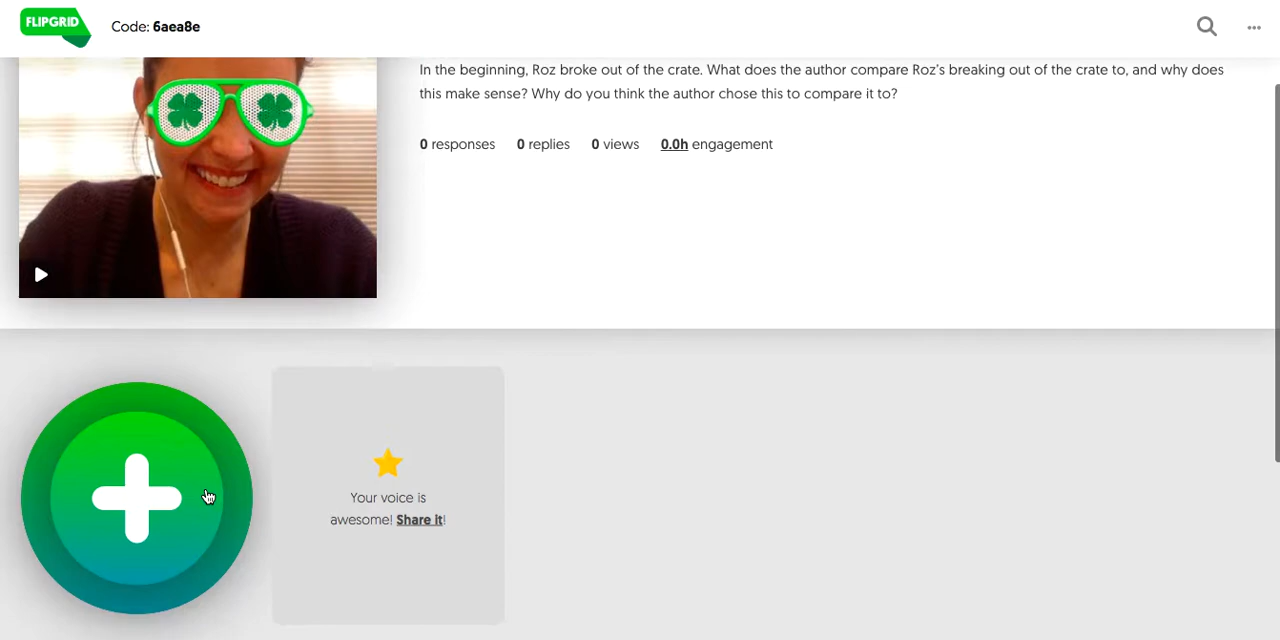 FLIPGRID
Code: 6aea8e
In the beginning, Roz broke out of the crate. What does the author compare Roz's breaking out of the crate to, and why does
this make sense? Why do you think the author chose this to compare it to?
0 responses 0 replies 0 views 0.0h engagement
Your voice is
awesome! Share it!